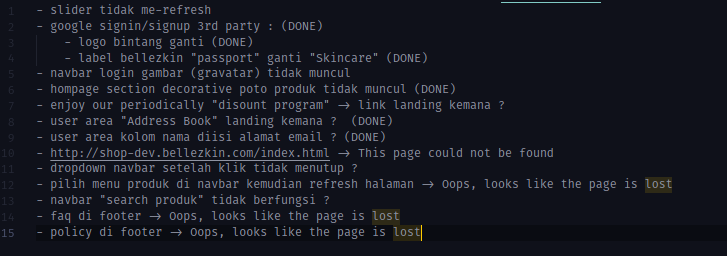 1 - slider tidak me-refresh
2 - google signin/signup 3rd party : (DONE)
3 - logo bintang ganti (DONE)
4 - label bellezkin "passport" ganti "Skincare" (DONE)
5 - navbar login gambar (gravatar) tidak muncul
6 - hompage section decorative poto produk tidak muncul (DONE)
7 - enjoy our periodically "disount program" → link landing kemana ?
8 - user area "Address Book" landing kemana ? (DONE)
9 - user area kolom nama diisi alamat email ? (DONE)
10 - http://shop-dev.bellezkin.com/index.html → This page could not be found
11 - dropdown navbar setelah klik tidak menutup ?
12 - pilih menu produk di navbar kemudian refresh halaman → Oops, looks like the page is lost
13 - navbar "search produk" tidak berfungsi ?
14 - faq di footer → Oops, looks like the page is lost
15 - policy di footer → Oops, looks like the page is lost